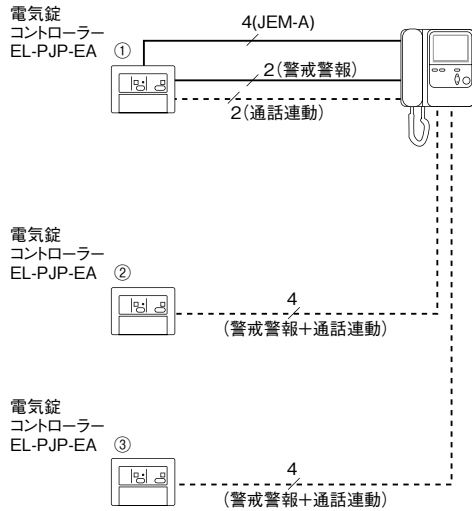 電気錠
コントローラー
EL-PJP-EA ①
4(JEM-A)
2(警戒警報)
2(通話連動)
電気錠
コントローラー
EL-PJP-EA ②
4
(警戒警報+通話連動)
電気錠
コントローラー
EL-PJP-EA ③
4
(警戒警報+通話連動)